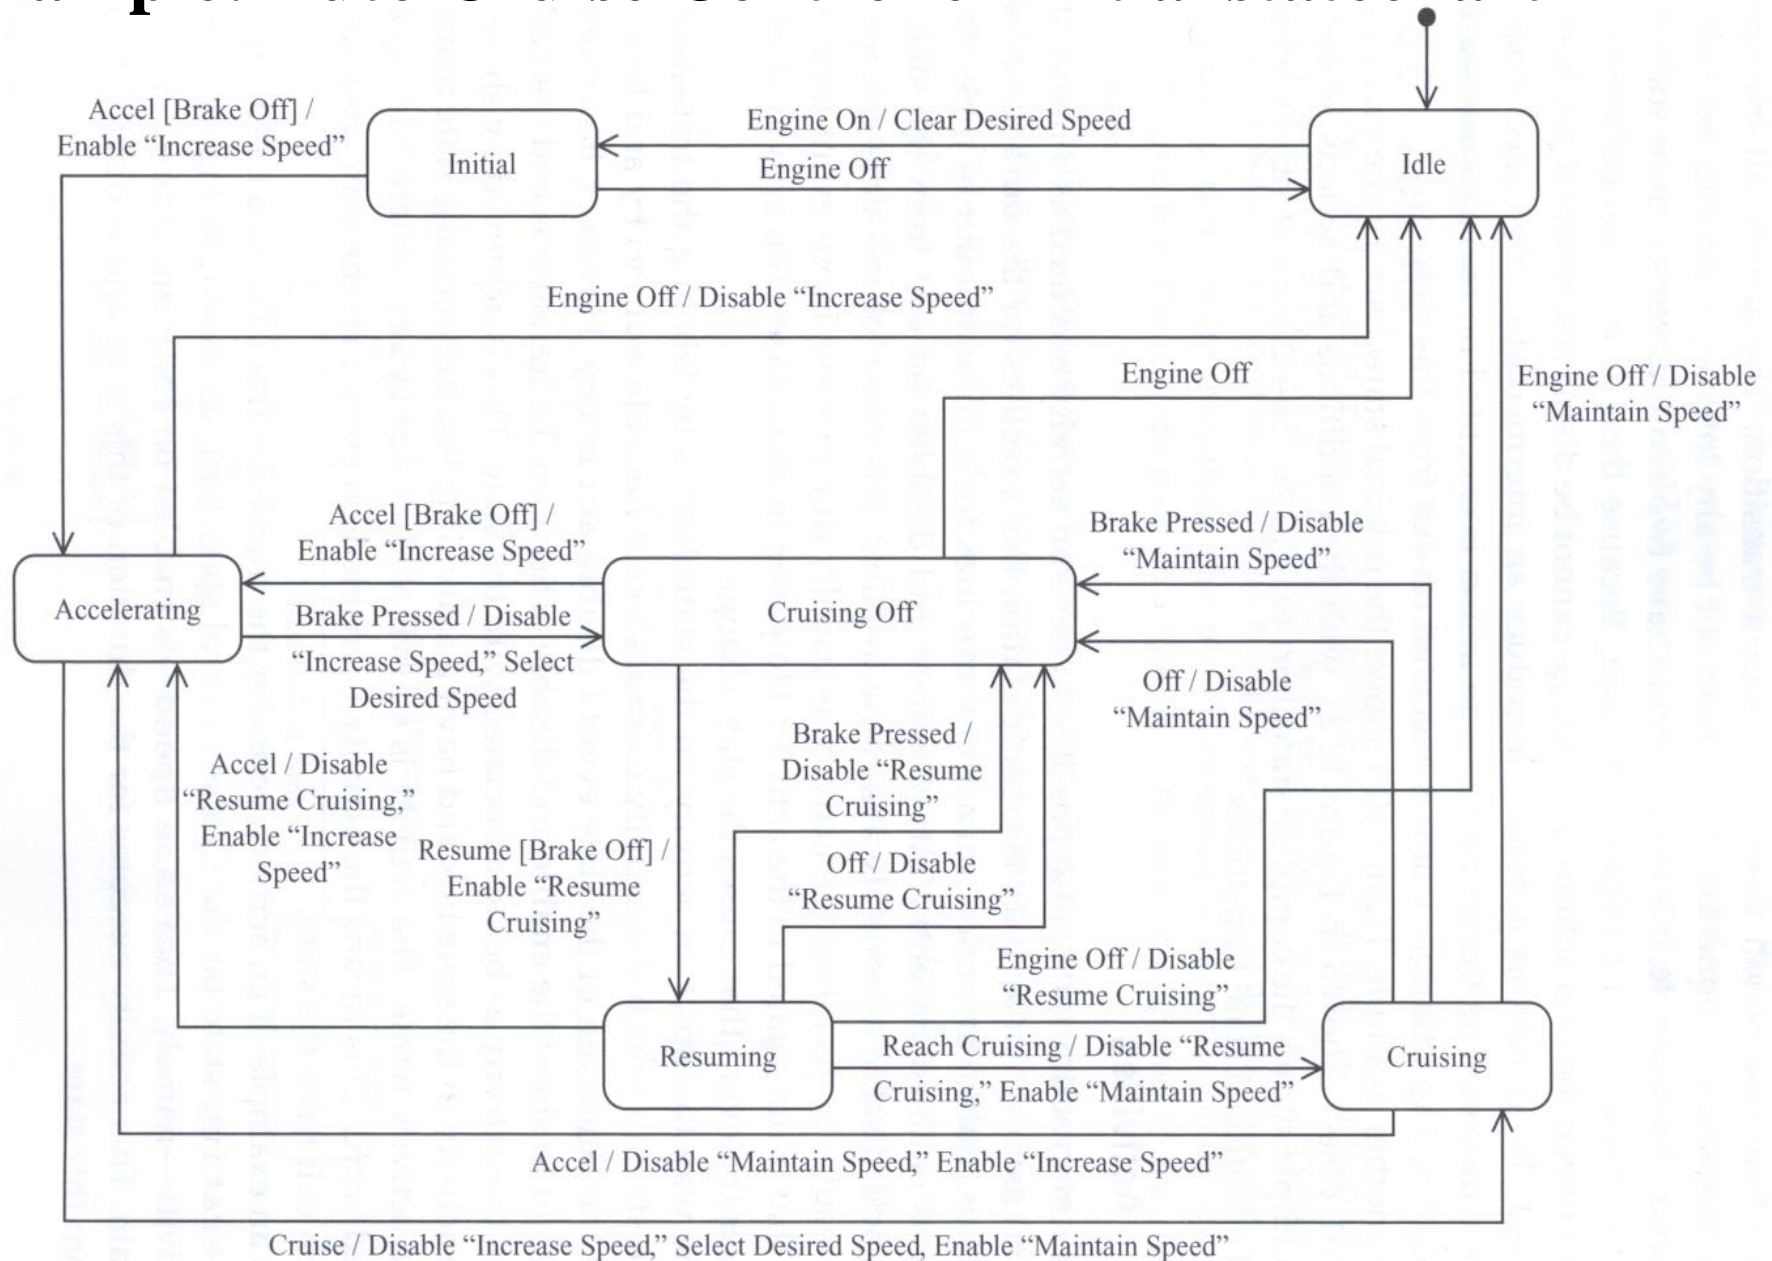 Accel [Brake Off] /
Enable “Increase Speed”
Initial
Engine On / Clear Desired Speed
Engine Off
Idle
Engine Off / Disable “Increase Speed”
Engine Off
Engine Off / Disable
“Maintain Speed”
Accel [Brake Off] /
Enable “Increase Speed”
Brake Pressed / Disable
“Maintain Speed”
Accelerating
Brake Pressed / Disable
“Increase Speed,” Select
Desired Speed
Cruising Off
Off / Disable
“Maintain Speed”
Brake Pressed /
Disable “Resume
Cruising”
Accel / Disable
“Resume Cruising,”
Enable “Increase
Speed”
Resume [Brake Off] /
Enable “Resume
Cruising”
Off / Disable
“Resume Cruising”
Engine Off / Disable
“Resume Cruising”
Resuming
Reach Cruising / Disable “Resume
Cruising,” Enable “Maintain Speed”
Cruising
Accel / Disable “Maintain Speed,” Enable “Increase Speed”
Cruise / Disable “Increase Speed,” Select Desired Speed, Enable “Maintain Speed”